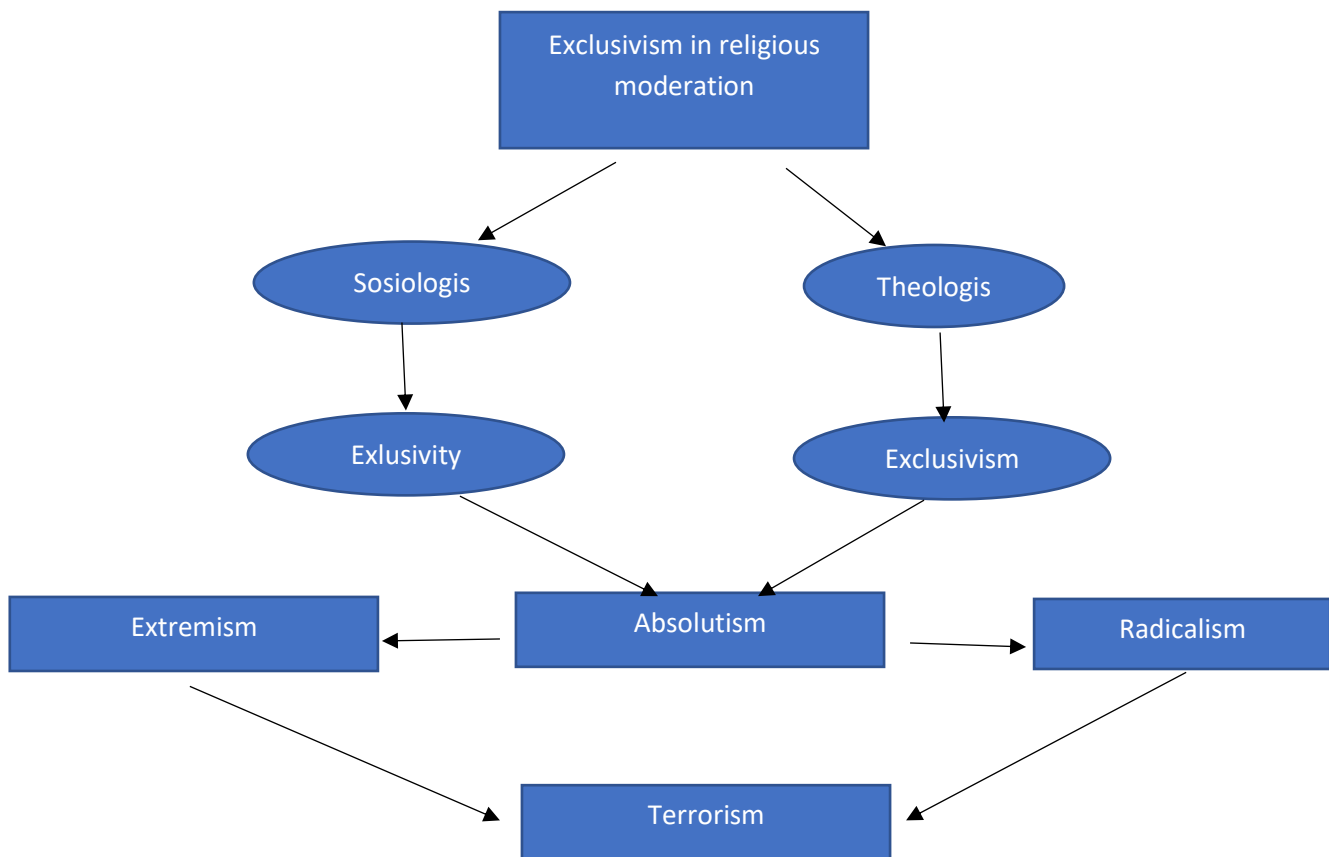 Exclusivism in religious
moderation
Sosiologis
Theologis
Exlusivity
Exclusivism
Extremism
Absolutism
Radicalism
Terrorism